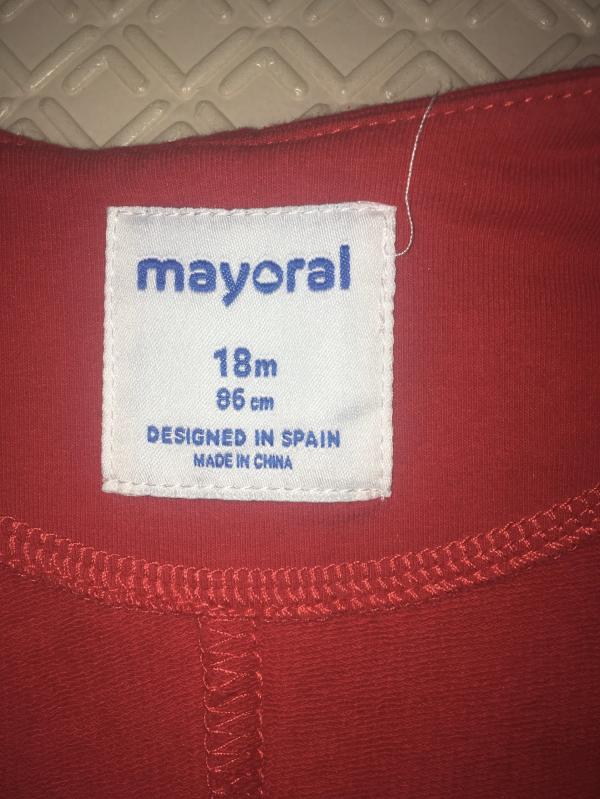 mayoral
18m
86 cm
DESIGNED IN SPAIN
MADE IN CHINA